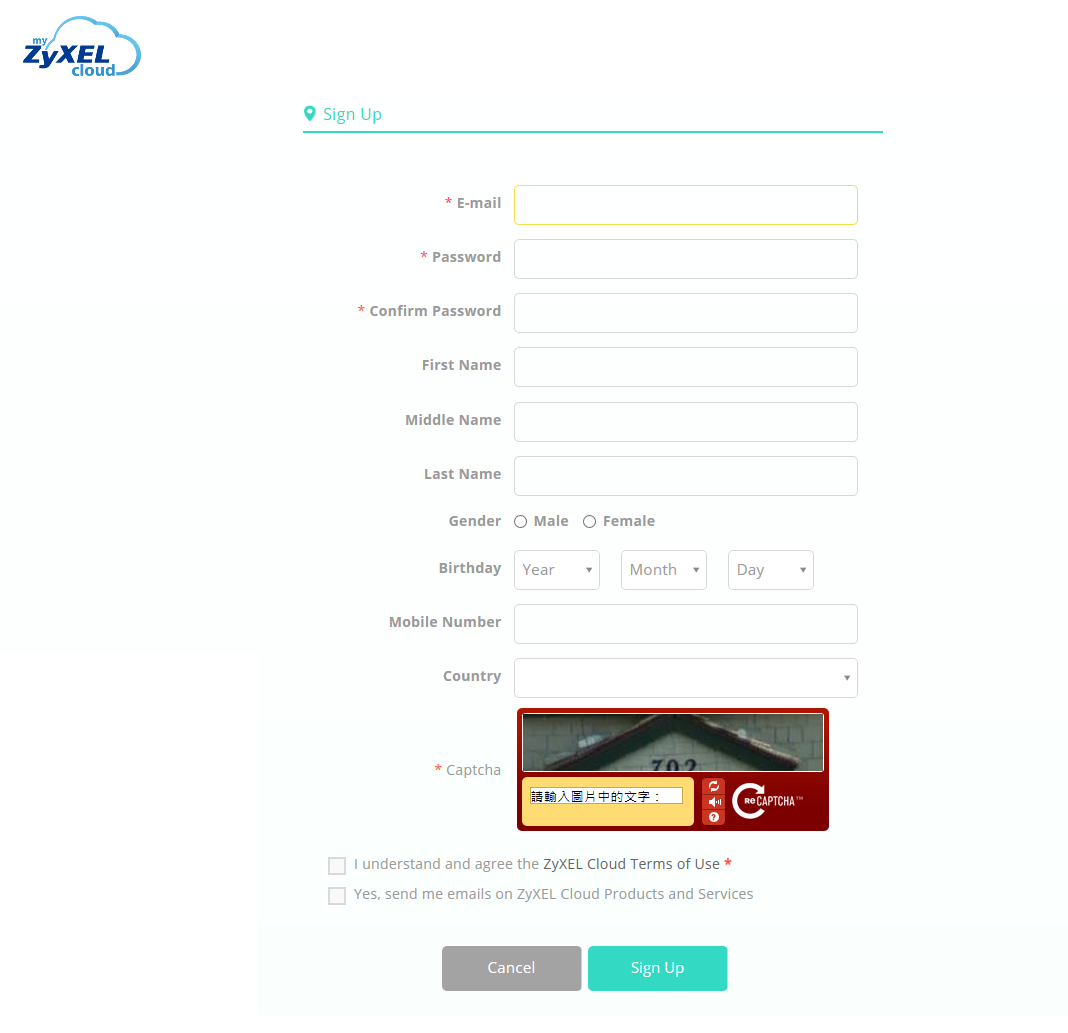 my
ZyXEL
cloud
Sign Up
* E-mail
* Password
* Confirm Password
First Name
Middle Name
Last Name
Gender Male Female
Birthday Year Month Day
Mobile Number
Country
702
* Captcha
請輸入圖片中的文字：
reCAPTCHA™
?
I understand and agree the ZyXEL Cloud Terms of Use *
Yes, send me emails on ZyXEL Cloud Products and Services
Cancel Sign Up